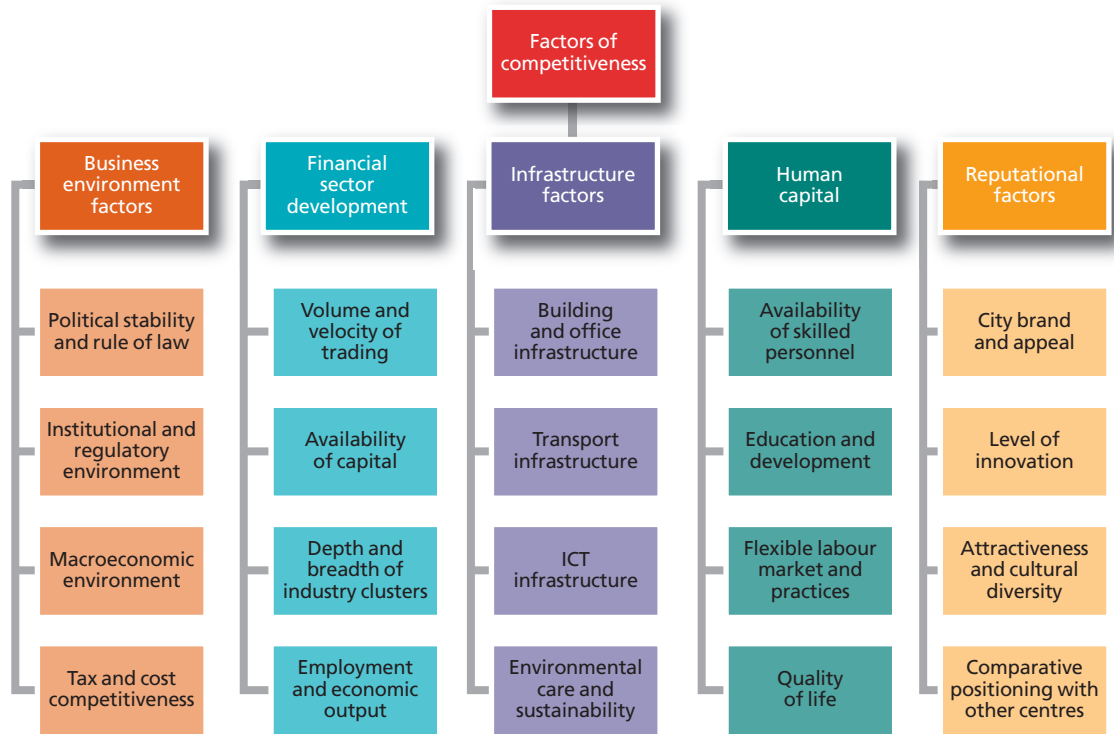 Factors of
competitiveness
Business
environment
factors
Financial
sector
development
Infrastructure
factors
Human
capital
Reputational
factors
Political stability
and rule of law
Volume and
velocity of
trading
Building
and office
infrastructure
Availability
of skilled
personnel
City brand
and appeal
Institutional and
regulatory
environment
Availability
of capital
Transport
infrastructure
Education and
development
Level of
innovation
Macroeconomic
environment
Depth and
breadth of
industry clusters
ICT
infrastructure
Flexible labour
market and
practices
Attractiveness
and cultural
diversity
Tax and cost
competitiveness
Employment
and economic
output
Environmental
care and
sustainability
Quality
of life
Comparative
positioning with
other centres